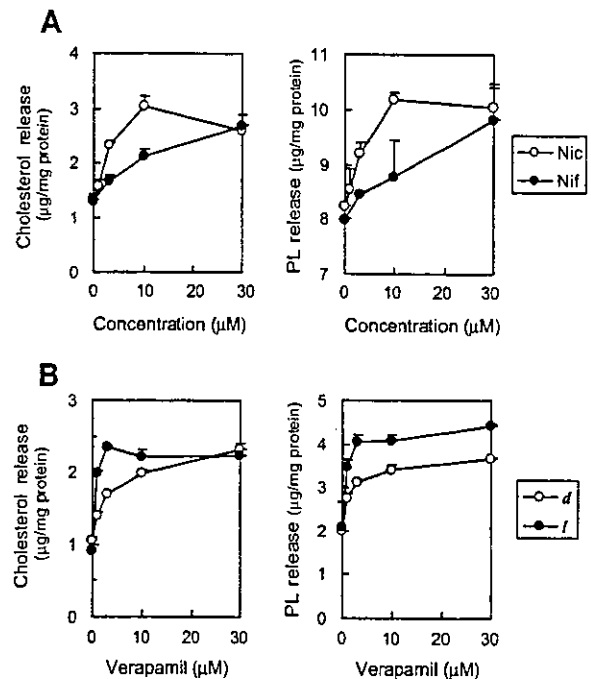 A
Cholesterol release
(µg/mg protein)
4
3
2
1
0
0 10 20 30
Concentration (µM)
PL release (µg/mg protein)
11
10
9
8
7
0 10 20 30
Concentration (µM)
Nic
Nif
B
Cholesterol release
(µg/mg protein)
3
2
1
0
0 10 20 30
Verapamil (µM)
PL release (µg/mg protein)
5
4
3
2
1
0
0 10 20 30
Verapamil (µM)
d
l